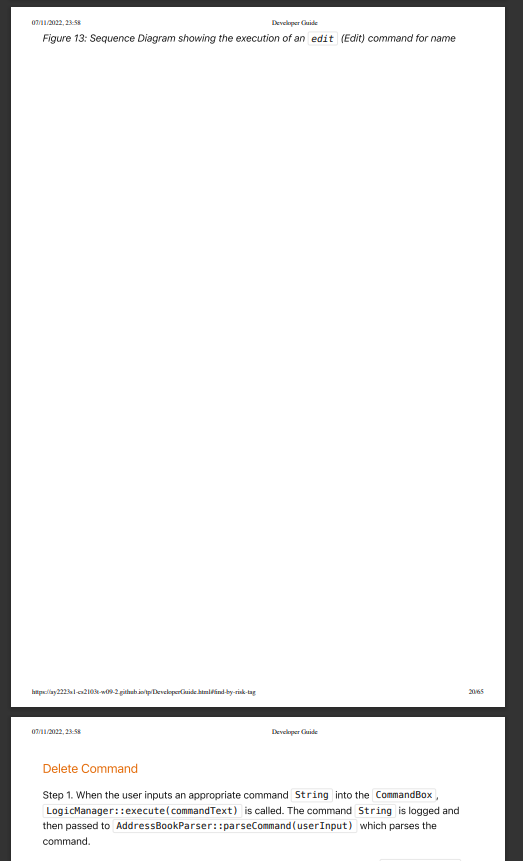 07/11/2022, 23:58 Developer Guide
Figure 13: Sequence Diagram showing the execution of an edit (Edit) command for name
https://ay2223s1-cs2103t-w09-2.github.io/tp/DeveloperGuide.html#find-by-risk-tag 20/65
07/11/2022, 23:58 Developer Guide
Delete Command
Step 1. When the user inputs an appropriate command String into the CommandBox,
LogicManager::execute(commandText) is called. The command String is logged and
then passed to AddressBookParser::parseCommand(userInput) which parses the
command.